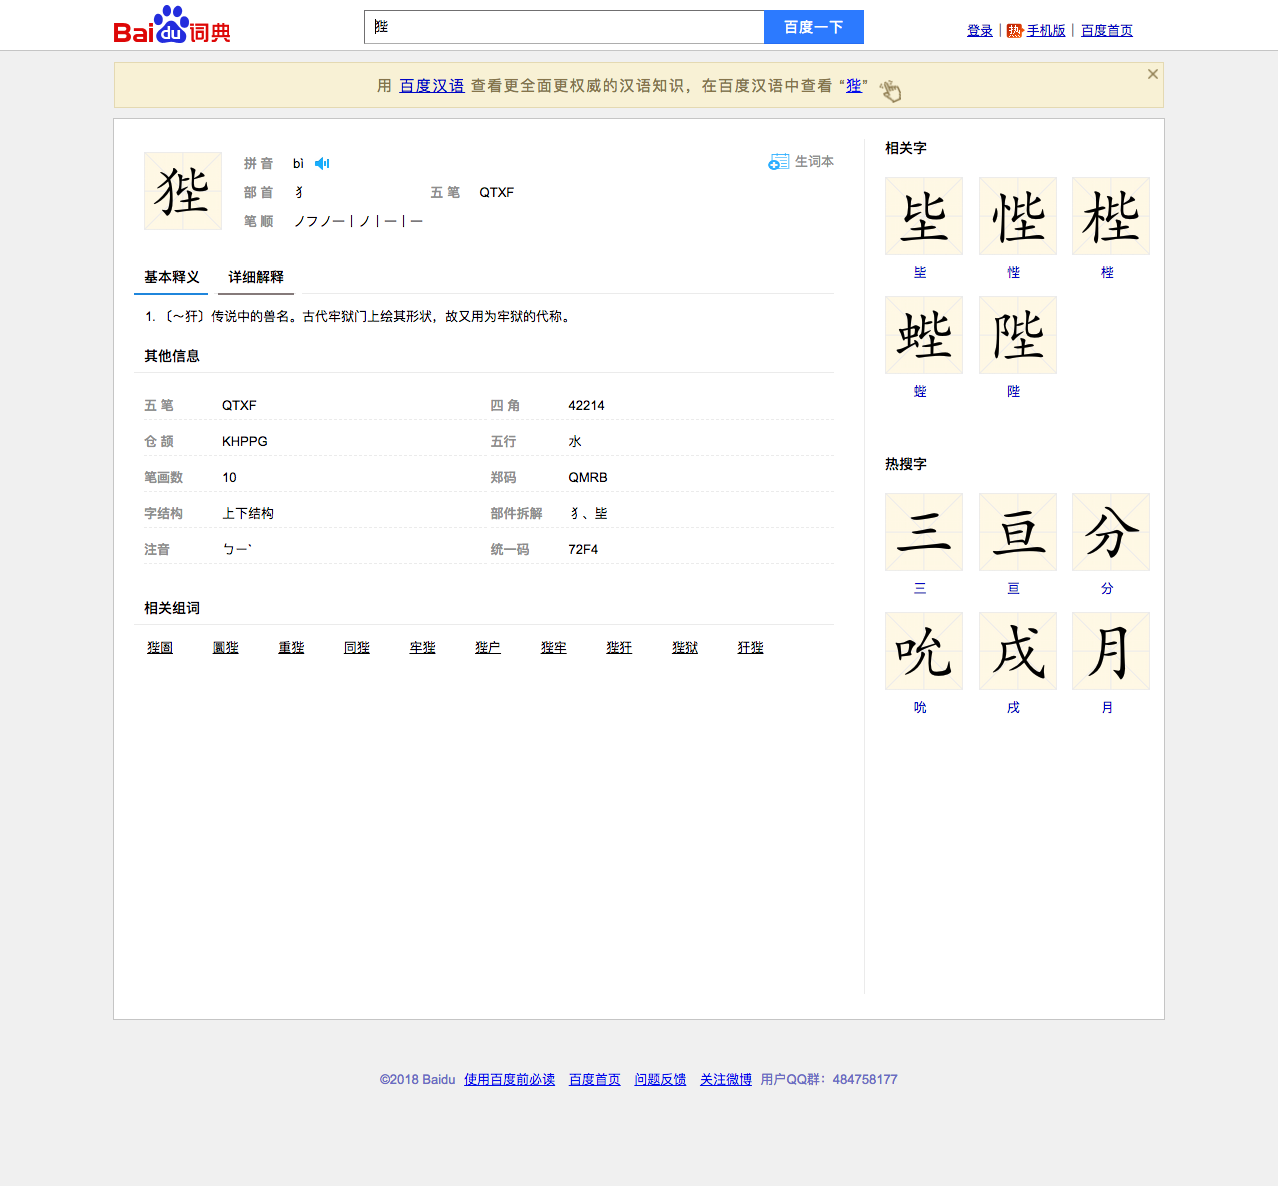 Baidu词典
狴
百度一下
登录 | 热 手机版 | 百度首页
用 百度汉语 查看更全面更权威的汉语知识，在百度汉语中查看 “狴”
狴
拼 音 bì
生词本
部 首 犭 五 笔 QTXF
笔 顺 ノフノ一丨ノ丨一丨一
基本释义 详细解释
1. 〔～犴〕传说中的兽名。古代牢狱门上绘其形状，故又用为牢狱的代称。
其他信息
五 笔 QTXF 四 角 42214
仓 颉 KHPPG 五行 水
笔画数 10 郑码 QMRB
字结构 上下结构 部件拆解 犭、坒
注音 ㄅㄧˋ 统一码 72F4
相关组词
狴圄 圜狴 重狴 同狴 牢狴 狴户 狴牢 狴犴 狴狱 犴狴
相关字
坒 悂 梐
坒 悂 梐
蜌 陛
蜌 陛
热搜字
三 亘 分
三 亘 分
吮 戌 月
吮 戌 月
©2018 Baidu 使用百度前必读 百度首页 问题反馈 关注微博 用户QQ群：484758177